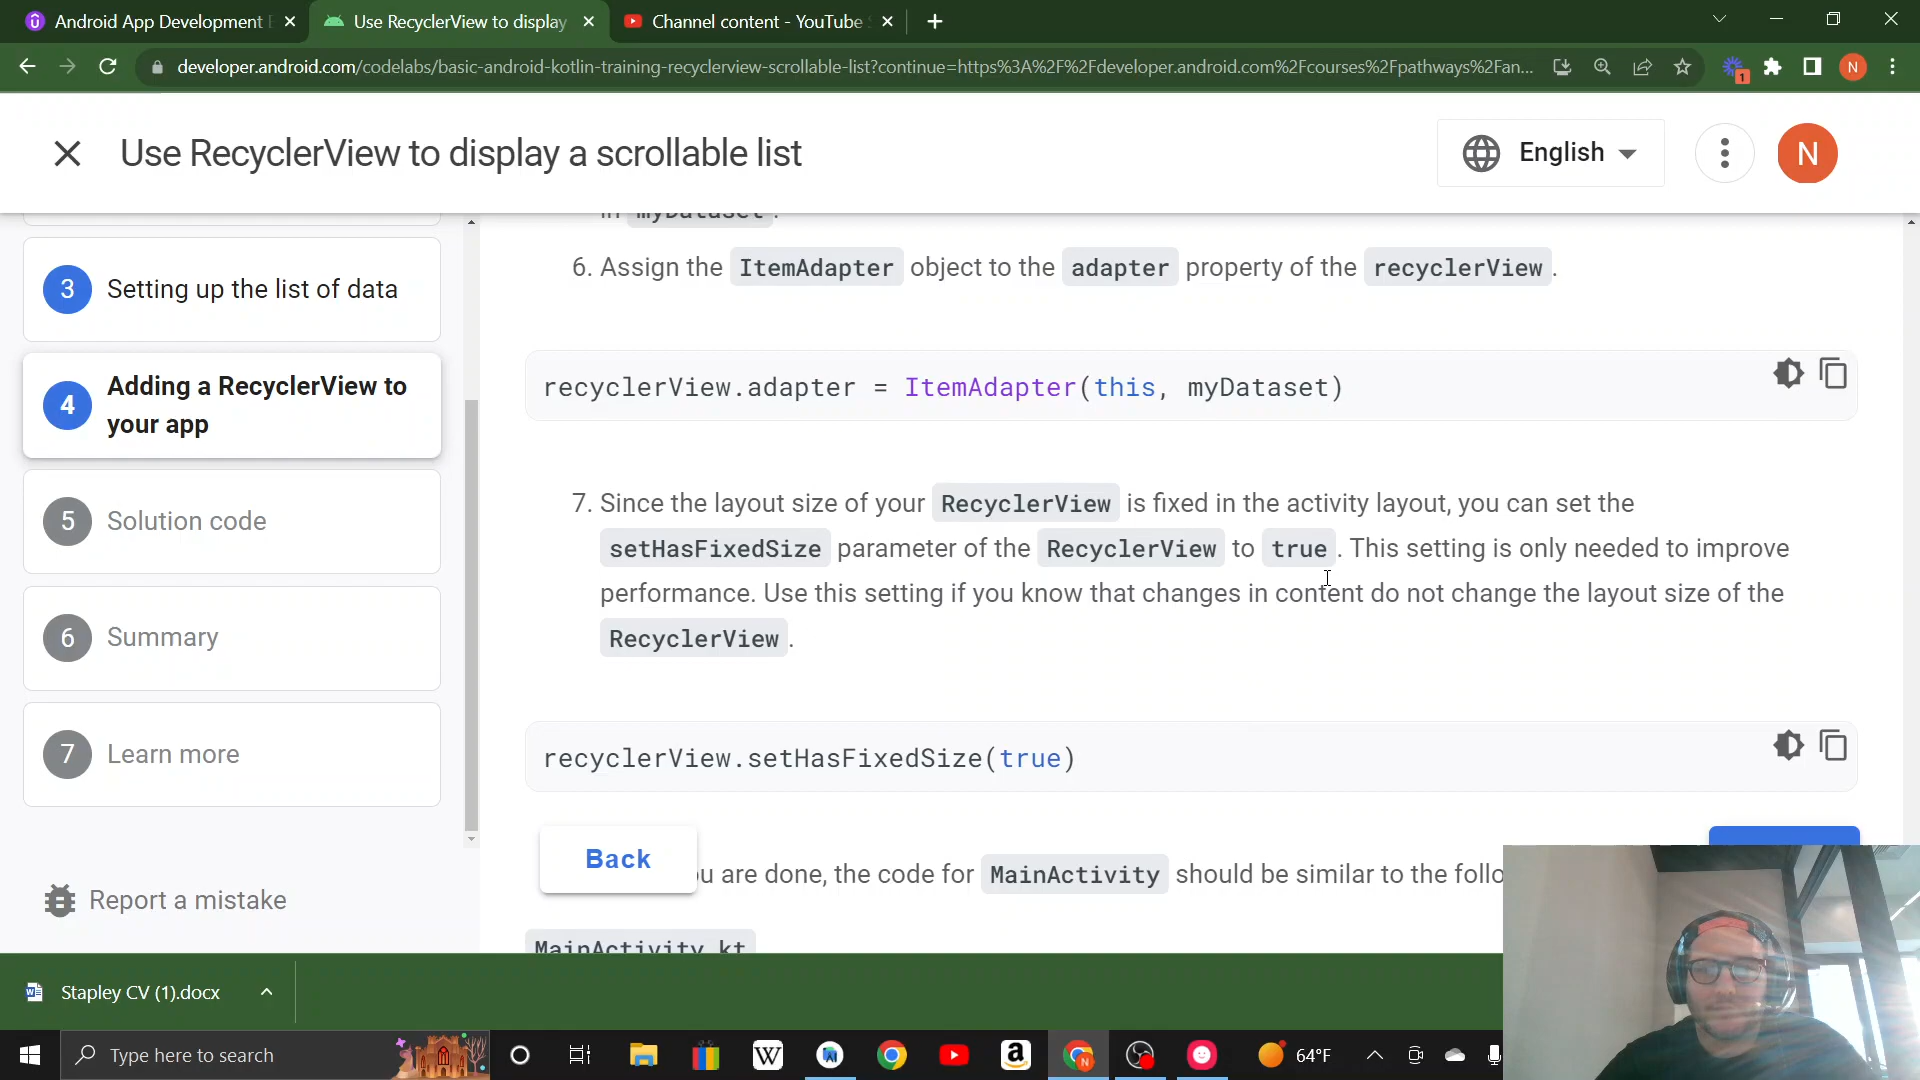 Android App Development
Use RecyclerView to display
Channel content - YouTube
developer.android.com/codelabs/basic-android-kotlin-training-recyclerview-scrollable-list?continue=https%3A%2F%2Fdeveloper.android.com%2Fcourses%2Fpathways%2Fan...
1
N
Use RecyclerView to display a scrollable list
English
N
3 Setting up the list of data
4 Adding a RecyclerView to
your app
5 Solution code
6 Summary
7 Learn more
Report a mistake
in myDataset.
6. Assign the ItemAdapter object to the adapter property of the recyclerView.
recyclerView.adapter = ItemAdapter(this, myDataset)
7. Since the layout size of your RecyclerView is fixed in the activity layout, you can set the
setHasFixedSize parameter of the RecyclerView to true. This setting is only needed to improve
performance. Use this setting if you know that changes in content do not change the layout size of the
RecyclerView.
recyclerView.setHasFixedSize(true)
Back
u are done, the code for MainActivity should be similar to the follo
MainActivity.kt
Stapley CV (1).docx
Type here to search
64°F